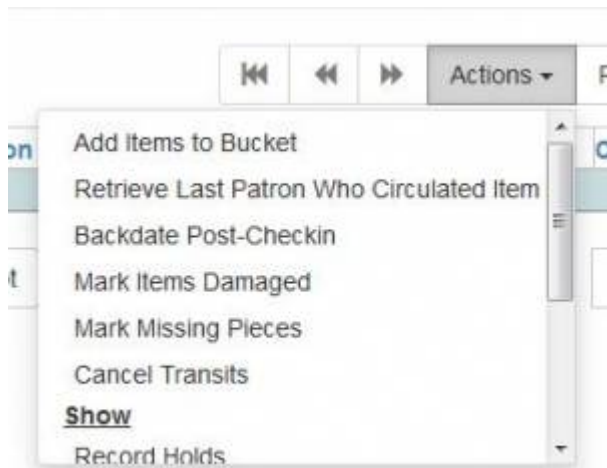 Actions
on
Add Items to Bucket
Retrieve Last Patron Who Circulated Item
Backdate Post-Checkin
Mark Items Damaged
Mark Missing Pieces
Cancel Transits
Show
Record Holds